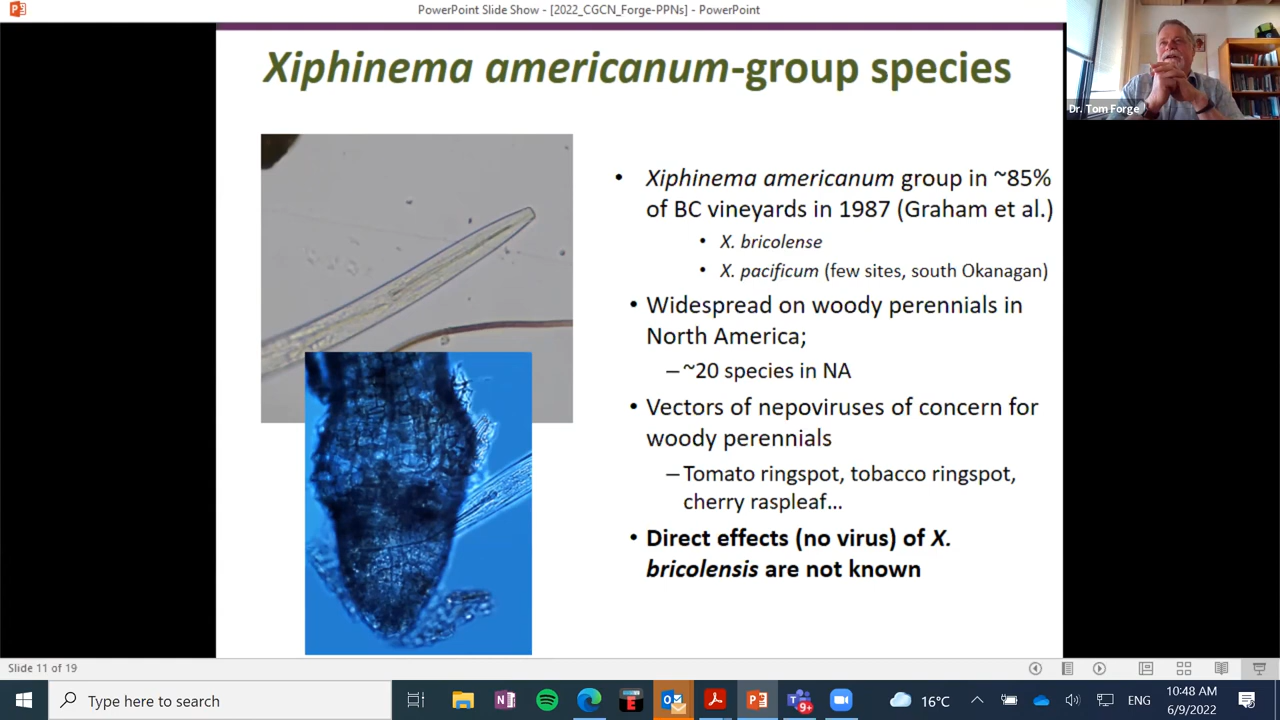 PowerPoint Slide Show - [2022_CGCN_Forge-PPNs] - PowerPoint
Xiphinema americanum-group species
Dr. Tom Forge
• Xiphinema americanum group in ~85%
of BC vineyards in 1987 (Graham et al.)
• X. bricolense
• X. pacificum (few sites, south Okanagan)
• Widespread on woody perennials in
North America;
–~20 species in NA
• Vectors of nepoviruses of concern for
woody perennials
–Tomato ringspot, tobacco ringspot,
cherry raspleaf…
• Direct effects (no virus) of X.
bricolensis are not known
Slide 11 of 19
Type here to search
9+
16°C
ENG
10:48 AM
6/9/2022